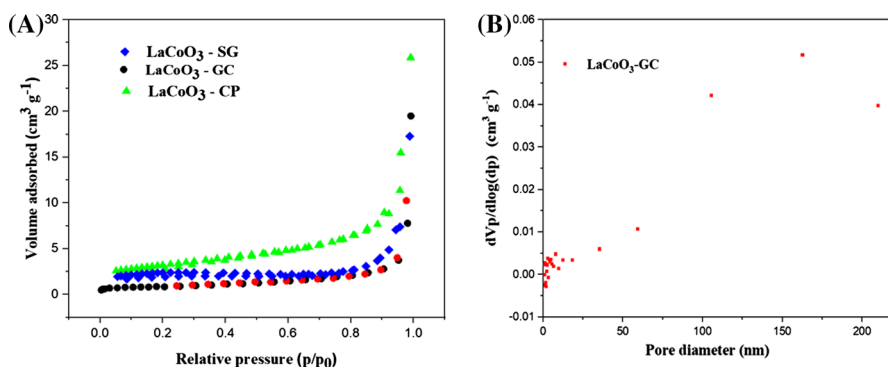 (A)
30
25
20
15
10
5
0
Volume adsorbed (cm³ g⁻¹)
LaCoO₃ - SG
LaCoO₃ - GC
LaCoO₃ - CP
0.0 0.2 0.4 0.6 0.8 1.0
Relative pressure (p/p₀)
(B)
0.06
0.05
0.04
0.03
0.02
0.01
0.00
-0.01
dVp/dlog(dp) (cm³ g⁻¹)
LaCoO₃-GC
0 50 100 150 200
Pore diameter (nm)